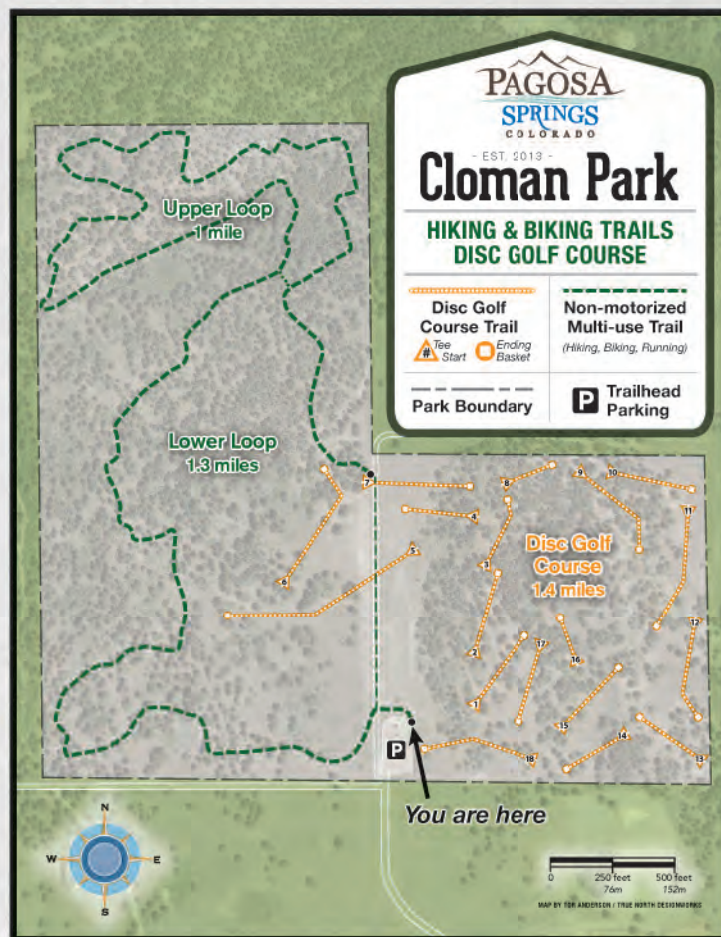 PAGOSA
SPRINGS
COLORADO
- EST. 2013 -
Cloman Park
HIKING & BIKING TRAILS
DISC GOLF COURSE
Disc Golf
Course Trail
# Tee
Start
Ending
Basket
Non-motorized
Multi-use Trail
(Hiking, Biking, Running)
Park Boundary
P Trailhead
Parking
Upper Loop
1 mile
Lower Loop
1.3 miles
Disc Golf
Course
1.4 miles
7
8
9
10
11
4
5
3
6
12
2
17
16
1
15
14
18
13
P
You are here
N
W
E
S
0
250 feet
500 feet
76m
152m
MAP BY TOR ANDERSON / TRUE NORTH DESIGNWORKS